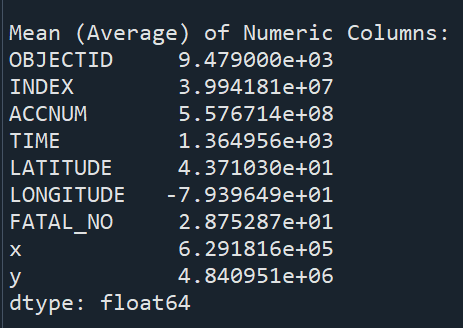 Mean (Average) of Numeric Columns:
OBJECTID     9.479000e+03
INDEX        3.994181e+07
ACCNUM       5.576714e+08
TIME         1.364956e+03
LATITUDE     4.371030e+01
LONGITUDE   -7.939649e+01
FATAL_NO     2.875287e+01
x            6.291816e+05
y            4.840951e+06
dtype: float64